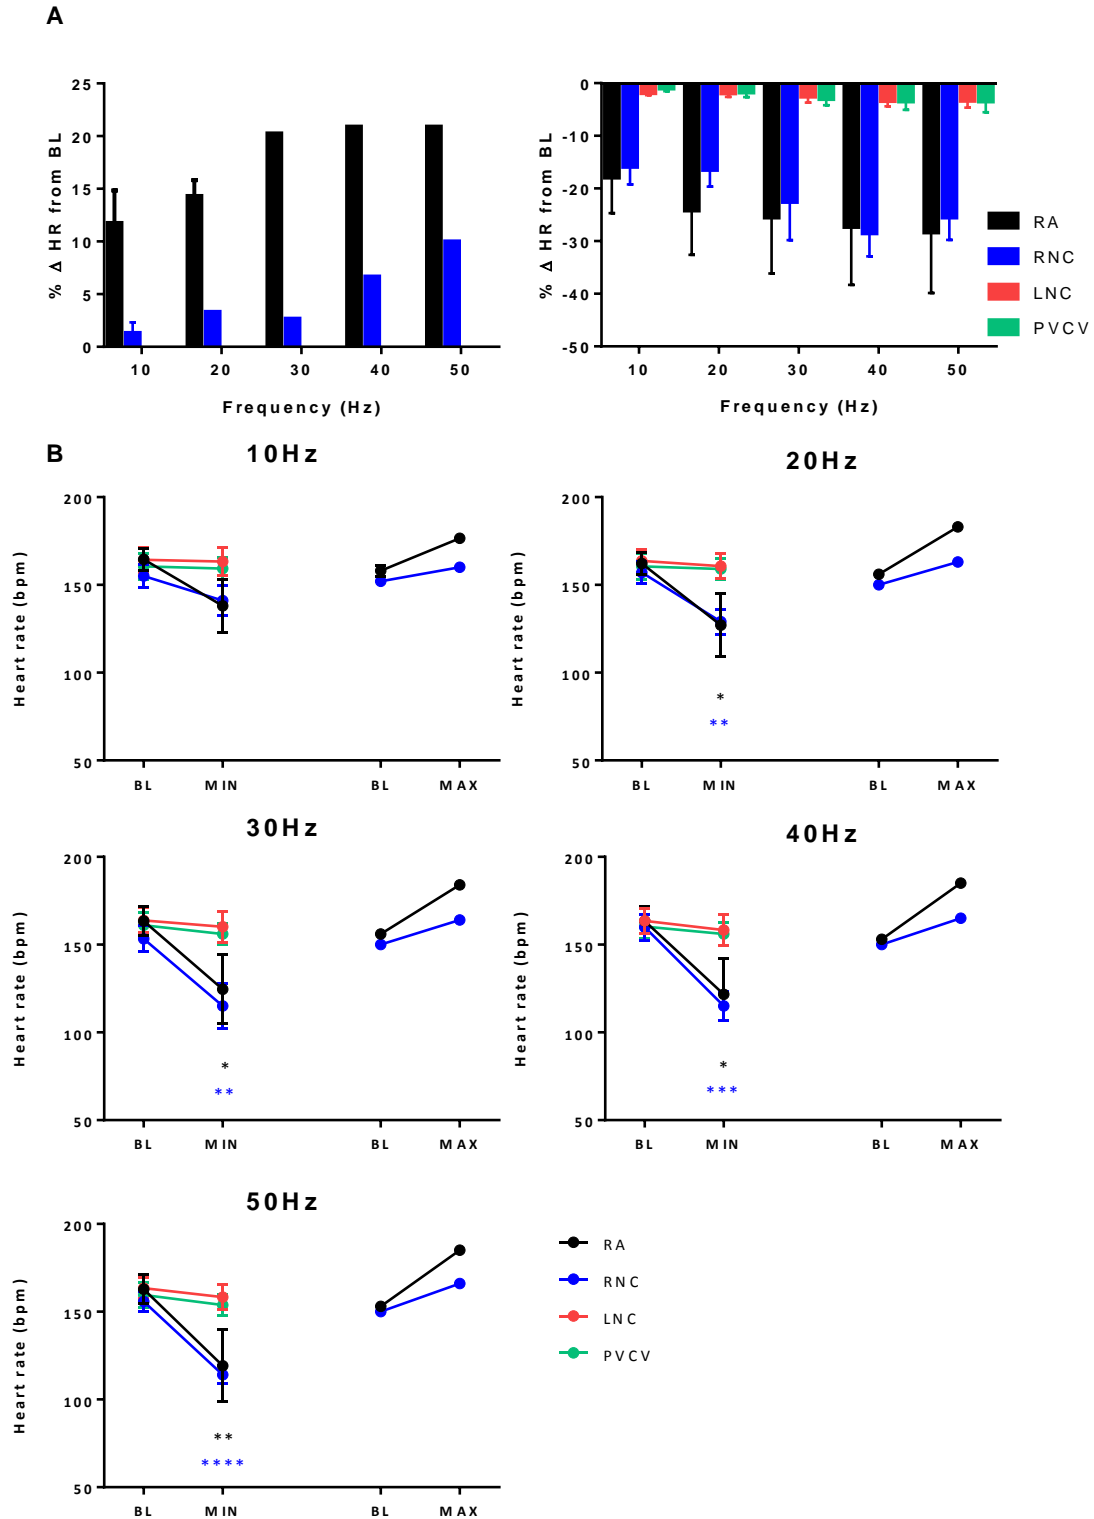 A
25
20
15
10
5
0
% Δ HR from BL
10 20 30 40 50
Frequency (Hz)
0
-10
-20
-30
-40
-50
% Δ HR from BL
10 20 30 40 50
Frequency (Hz)
RA
RNC
LNC
PVCV
B
10Hz
200
150
100
50
Heart rate (bpm)
BL MIN BL MAX
20Hz
200
150
100
50
Heart rate (bpm)
*
**
BL MIN BL MAX
30Hz
200
150
100
50
Heart rate (bpm)
*
**
BL MIN BL MAX
40Hz
200
150
100
50
Heart rate (bpm)
*
***
BL MIN BL MAX
50Hz
200
150
100
50
Heart rate (bpm)
**
****
BL MIN BL MAX
RA
RNC
LNC
PVCV